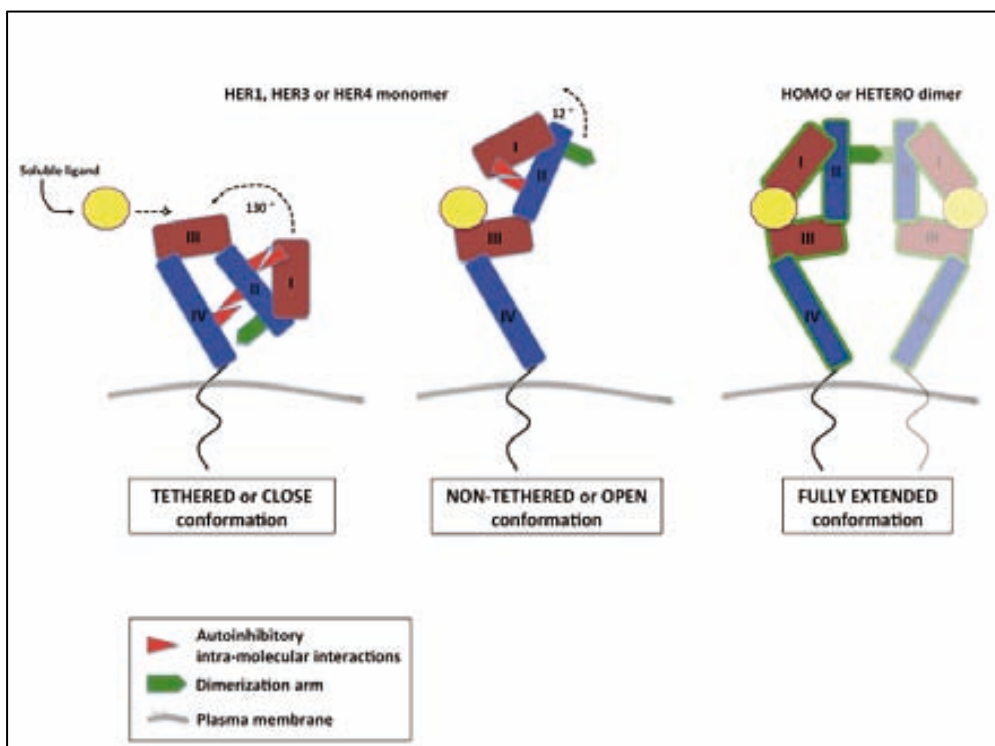 HER1, HER3 or HER4 monomer
HOMO or HETERO dimer
Soluble ligand
130 °
12 °
III
II
I
IV
I
II
III
IV
I
II
III
IV
I
III
TETHERED or CLOSE
conformation
NON-TETHERED or OPEN
conformation
FULLY EXTENDED
conformation
Autoinhibitory
intra-molecular interactions
Dimerization arm
Plasma membrane